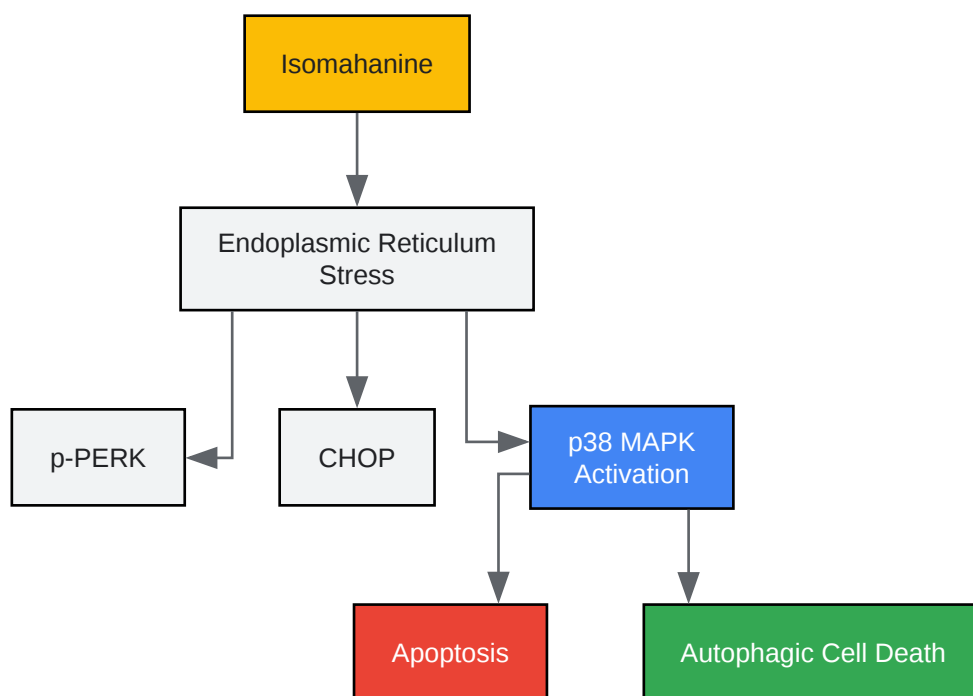 Isomahanine
Endoplasmic Reticulum
Stress
p-PERK
CHOP
p38 MAPK
Activation
Apoptosis
Autophagic Cell Death